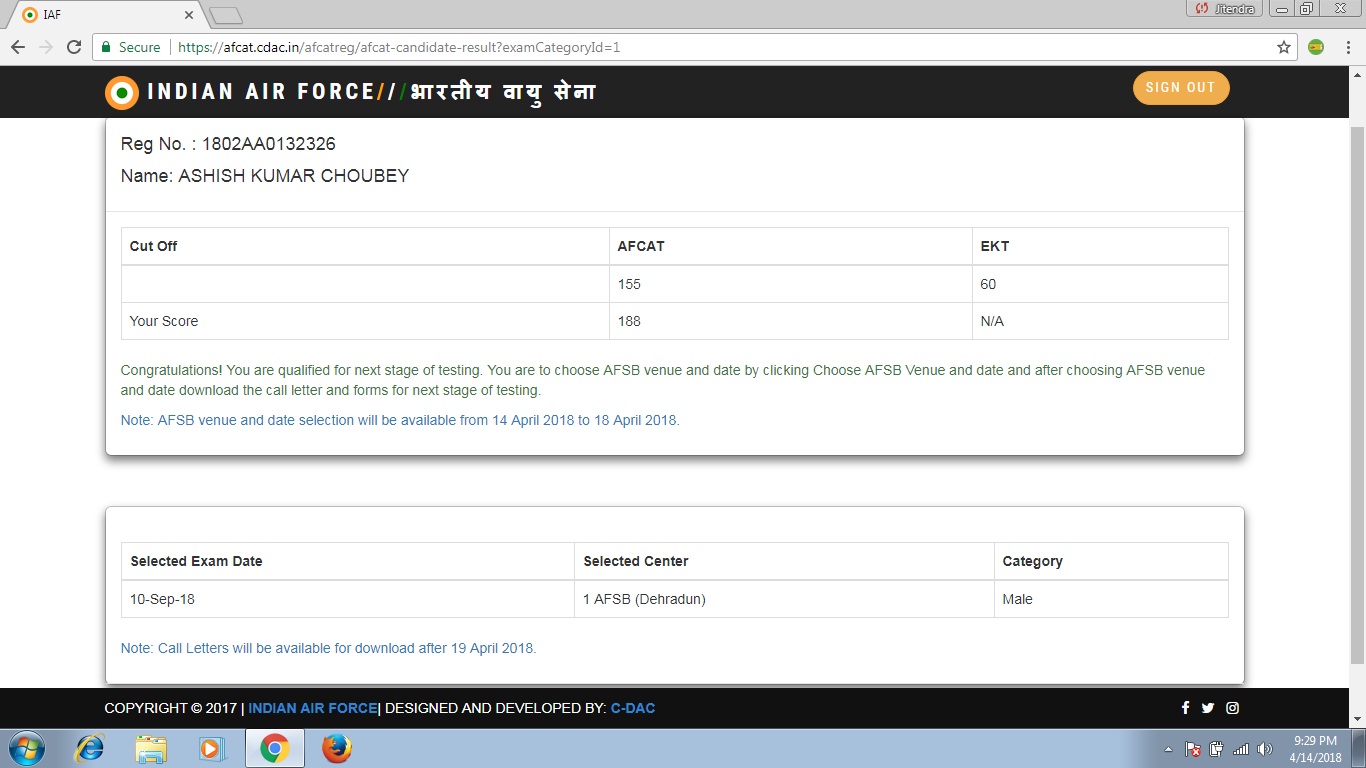 IAF
Jitendra
Secure https://afcat.cdac.in/afcatreg/afcat-candidate-result?examCategoryId=1
INDIAN AIR FORCE///भारतीय वायु सेना
SIGN OUT
Reg No. : 1802AA0132326
Name: ASHISH KUMAR CHOUBEY
Cut Off AFCAT EKT
155 60
Your Score 188 N/A
Congratulations! You are qualified for next stage of testing. You are to choose AFSB venue and date by clicking Choose AFSB Venue and date and after choosing AFSB venue
and date download the call letter and forms for next stage of testing.
Note: AFSB venue and date selection will be available from 14 April 2018 to 18 April 2018.
Selected Exam Date Selected Center Category
10-Sep-18 1 AFSB (Dehradun) Male
Note: Call Letters will be available for download after 19 April 2018.
COPYRIGHT © 2017 | INDIAN AIR FORCE| DESIGNED AND DEVELOPED BY: C-DAC
9:29 PM
4/14/2018